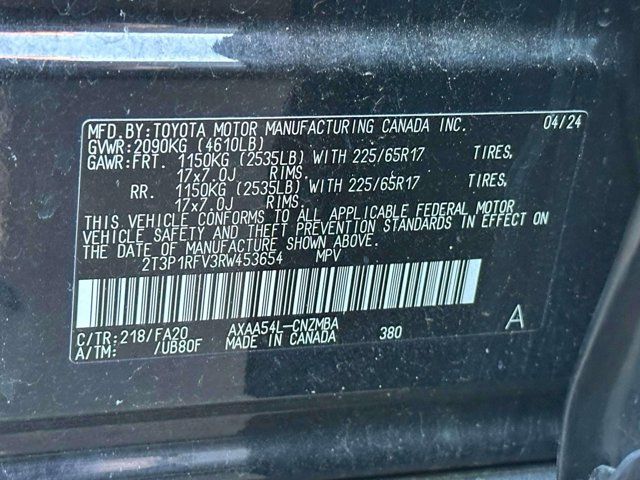 MFD.BY:TOYOTA MOTOR MANUFACTURING CANADA INC. 04/24
GVWR:2090KG (4610LB)
GAWR:FRT. 1150KG (2535LB) WITH 225/65R17 TIRES,
17x7.0J RIMS.
RR. 1150KG (2535LB) WITH 225/65R17 TIRES,
17x7.0J RIMS.
THIS VEHICLE CONFORMS TO ALL APPLICABLE FEDERAL MOTOR
VEHICLE SAFETY AND THEFT PREVENTION STANDARDS IN EFFECT ON
THE DATE OF MANUFACTURE SHOWN ABOVE.
2T3P1RFV3RW453654 MPV
C/TR:218/FA20 AXAA54L-CNZMBA 380 A
A/TM: /UB80F MADE IN CANADA